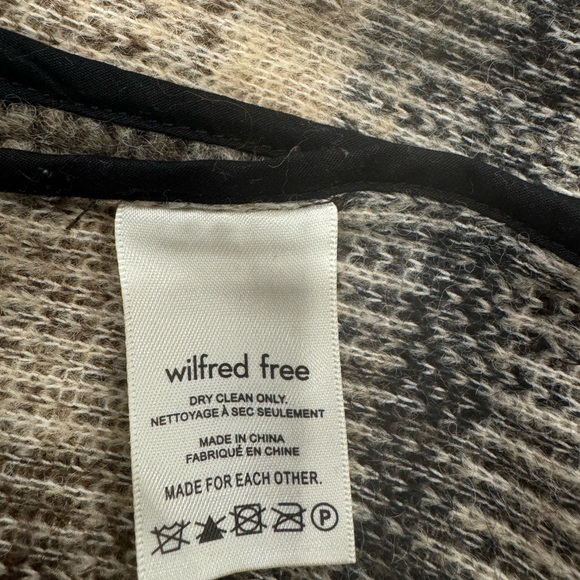 wilfred free
DRY CLEAN ONLY.
NETTOYAGE À SEC SEULEMENT
MADE IN CHINA
FABRIQUÉ EN CHINE
MADE FOR EACH OTHER.
P